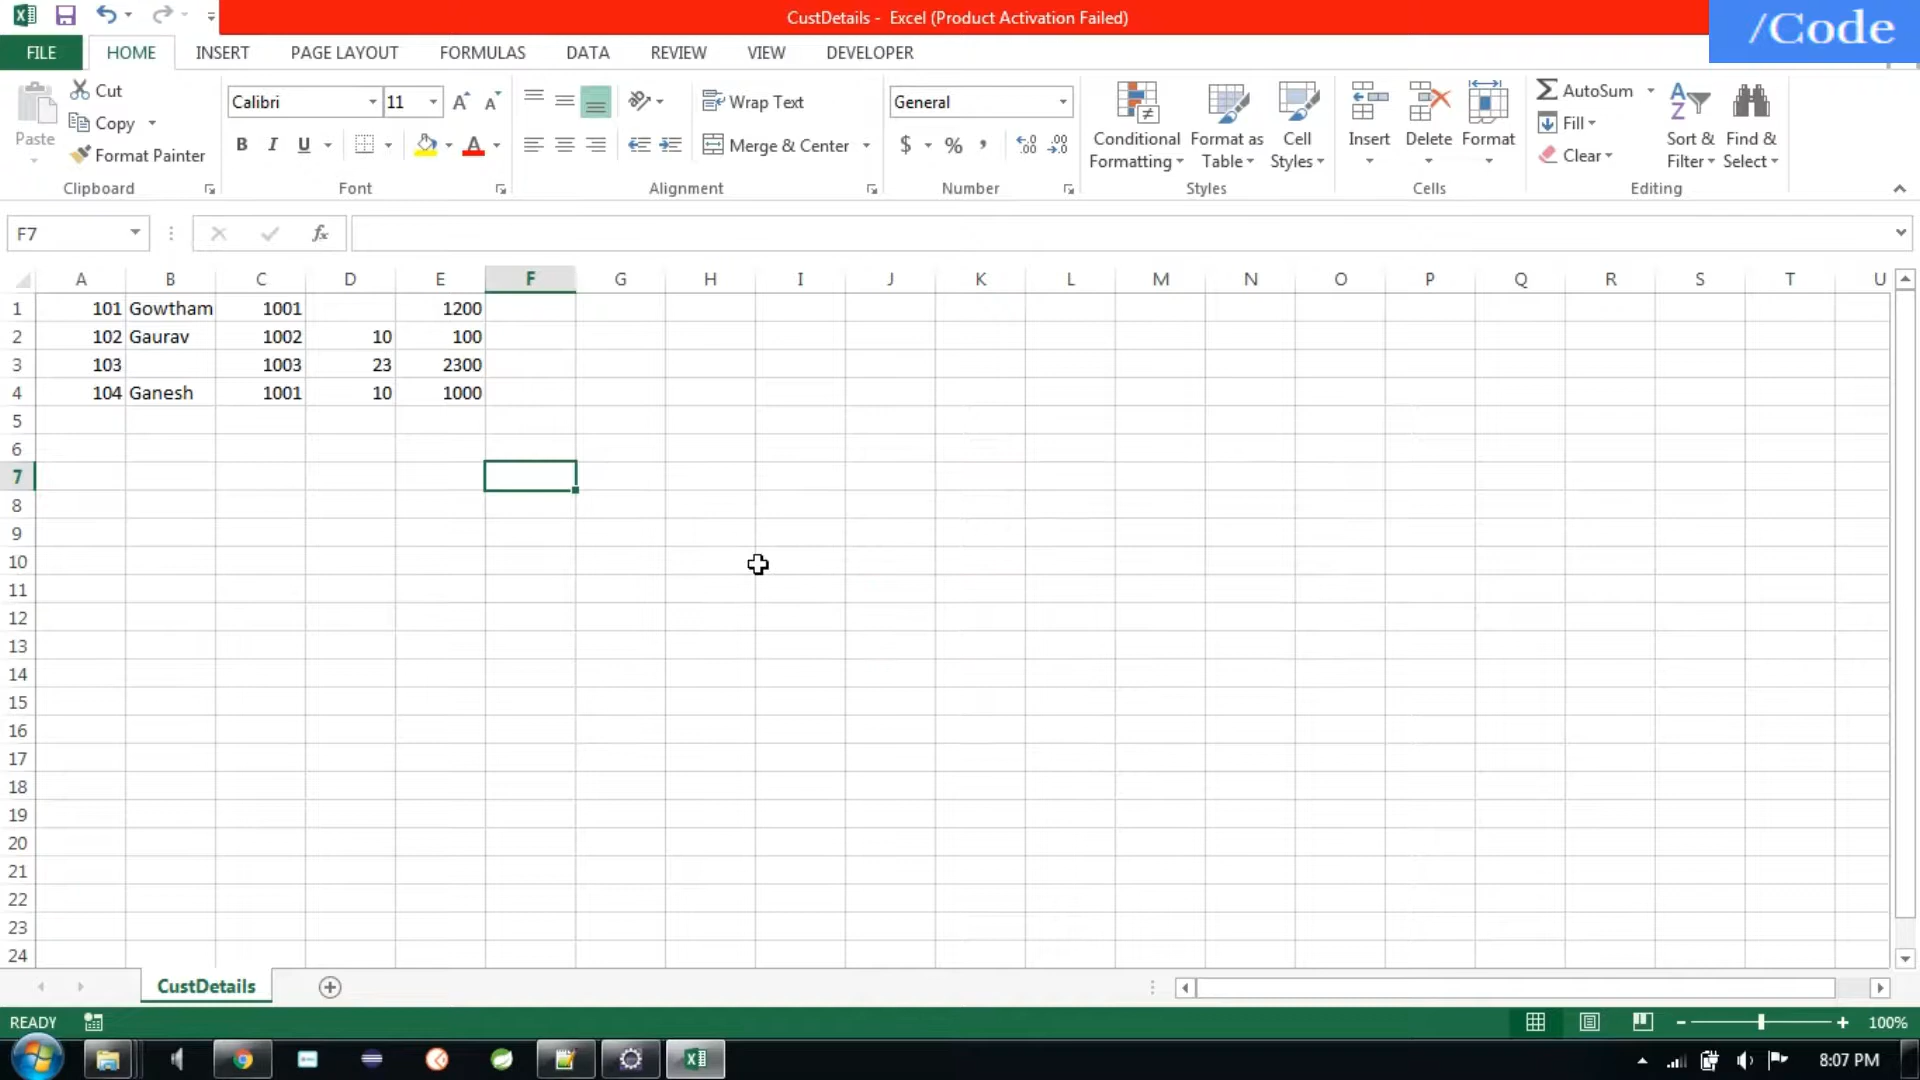 CustDetails - Excel (Product Activation Failed)
/Code
FILE HOME INSERT PAGE LAYOUT FORMULAS DATA REVIEW VIEW DEVELOPER
Cut
Copy
Format Painter
Paste
Clipboard
Calibri 11
B I U
Font
Wrap Text
Merge & Center
Alignment
General
$ % ,
Number
Conditional Formatting
Format as Table
Cell Styles
Styles
Insert Delete Format
Cells
AutoSum
Fill
Clear
Sort & Filter
Find & Select
Editing
F7 fx
A B C D E F G H I J K L M N O P Q R S T U
1 101 Gowtham 1001 1200
2 102 Gaurav 1002 10 100
3 103 1003 23 2300
4 104 Ganesh 1001 10 1000
5
6
7
8
9
10
11
12
13
14
15
16
17
18
19
20
21
22
23
24
CustDetails
READY 100%
8:07 PM